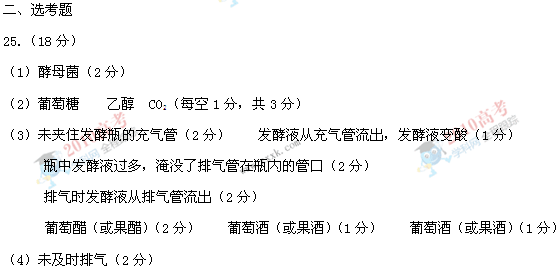 二、选考题
25.（18 分）
（1）酵母菌（2 分）
（2）葡萄糖 乙醇 CO₂（每空 1 分，共 3 分）
（3）未夹住发酵瓶的充气管（2 分） 发酵液从充气管流出，发酵液变酸（1 分）
瓶中发酵液过多，淹没了排气管在瓶内的管口（2 分）
排气时发酵液从排气管流出（2 分）
葡萄醋（或果醋）（2 分） 葡萄酒（或果酒）（1 分） 葡萄酒（或果酒）（1 分）
（4）未及时排气（2 分）